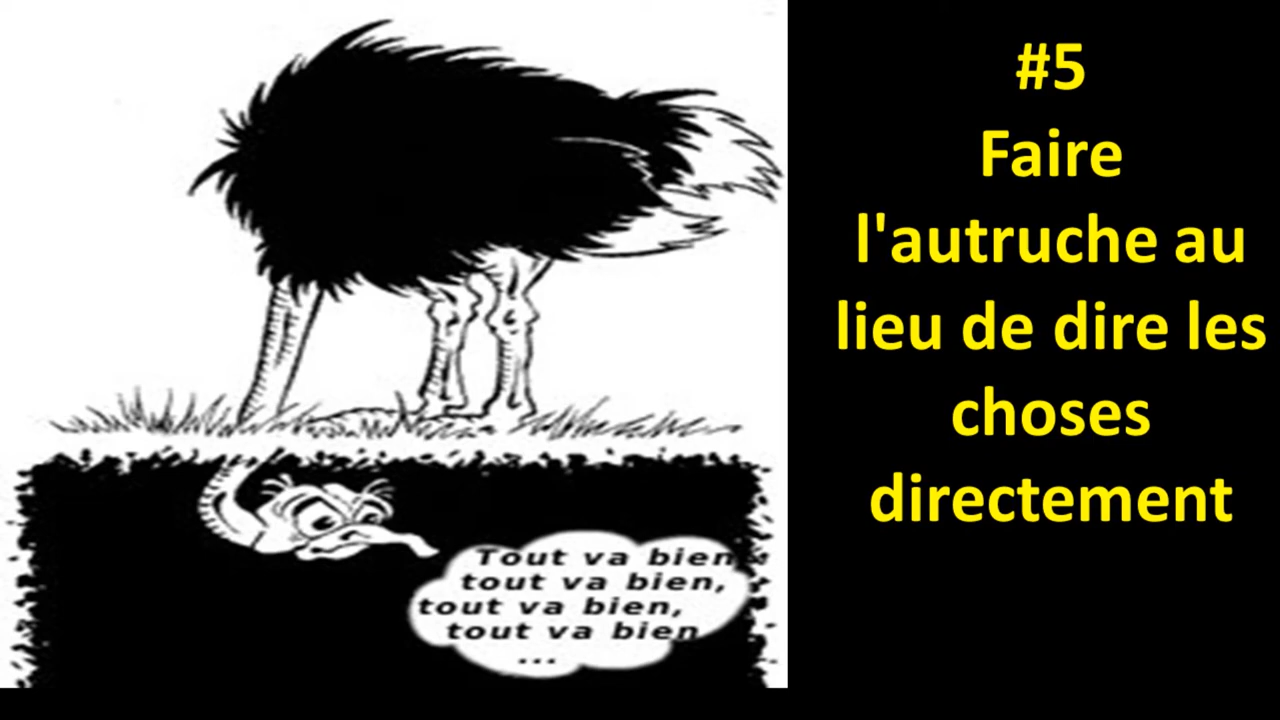 #5
Faire
l'autruche au
lieu de dire les
choses
directement
Tout va bien,
tout va bien,
tout va bien,
tout va bien
...